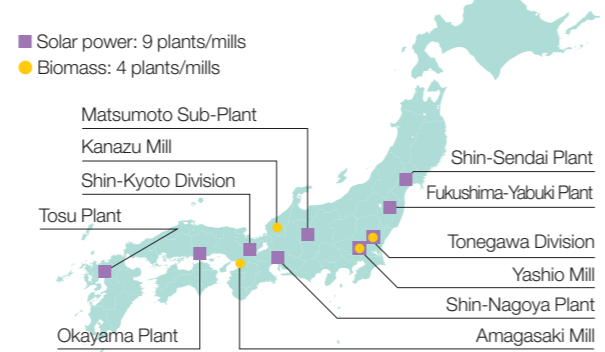 Solar power: 9 plants/mills
Biomass: 4 plants/mills
Matsumoto Sub-Plant
Kanazu Mill
Shin-Kyoto Division
Tosu Plant
Okayama Plant
Shin-Sendai Plant
Fukushima-Yabuki Plant
Tonegawa Division
Yashio Mill
Shin-Nagoya Plant
Amagasaki Mill